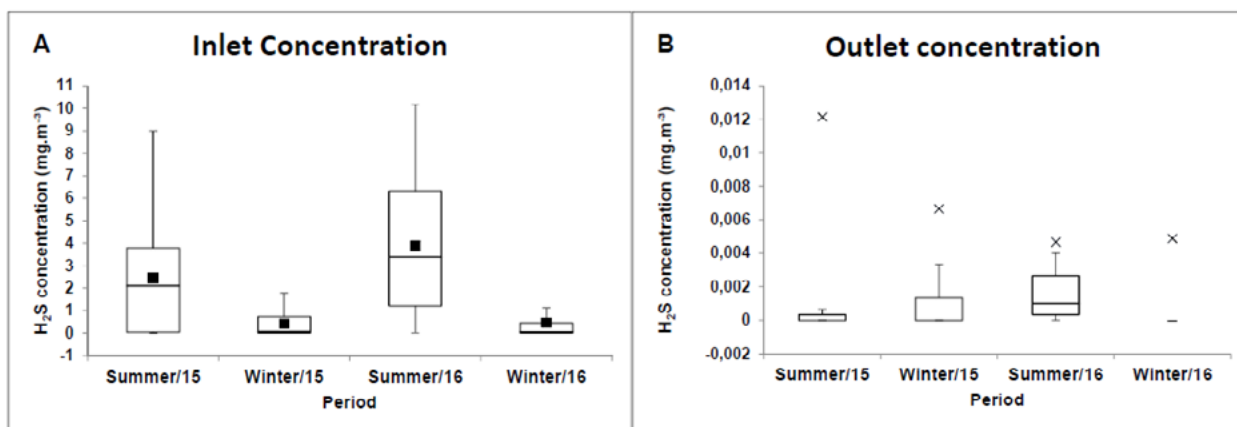 A
Inlet Concentration
H₂S concentration (mg.m⁻³)
11
10
9
8
7
6
5
4
3
2
1
0
-1
Summer/15 Winter/15 Summer/16 Winter/16
Period
B
Outlet concentration
H₂S concentration (mg.m⁻³)
0,014
0,012
0,01
0,008
0,006
0,004
0,002
0
-0,002
Summer/15 Winter/15 Summer/16 Winter/16
Period